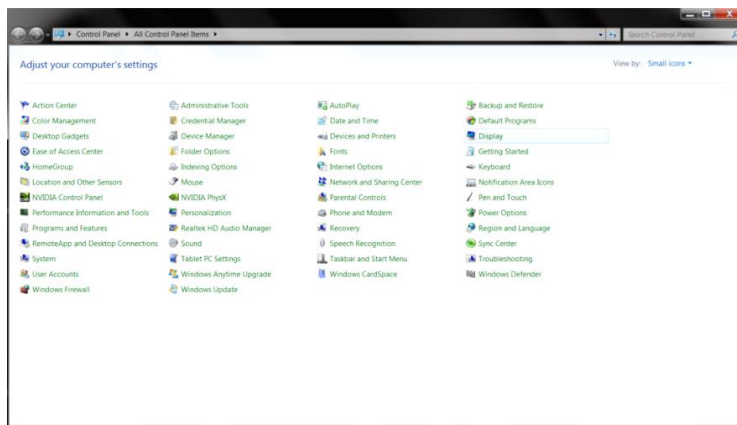 Control Panel ▸ All Control Panel Items ▸ Search Control Panel
Adjust your computer's settings View by: Small icons
Action Center Administrative Tools AutoPlay Backup and Restore
Color Management Credential Manager Date and Time Default Programs
Desktop Gadgets Device Manager Devices and Printers Display
Ease of Access Center Folder Options Fonts Getting Started
HomeGroup Indexing Options Internet Options Keyboard
Location and Other Sensors Mouse Network and Sharing Center Notification Area Icons
NVIDIA Control Panel NVIDIA PhysX Parental Controls Pen and Touch
Performance Information and Tools Personalization Phone and Modem Power Options
Programs and Features Realtek HD Audio Manager Recovery Region and Language
RemoteApp and Desktop Connections Sound Speech Recognition Sync Center
System Tablet PC Settings Taskbar and Start Menu Troubleshooting
User Accounts Windows Anytime Upgrade Windows CardSpace Windows Defender
Windows Firewall Windows Update